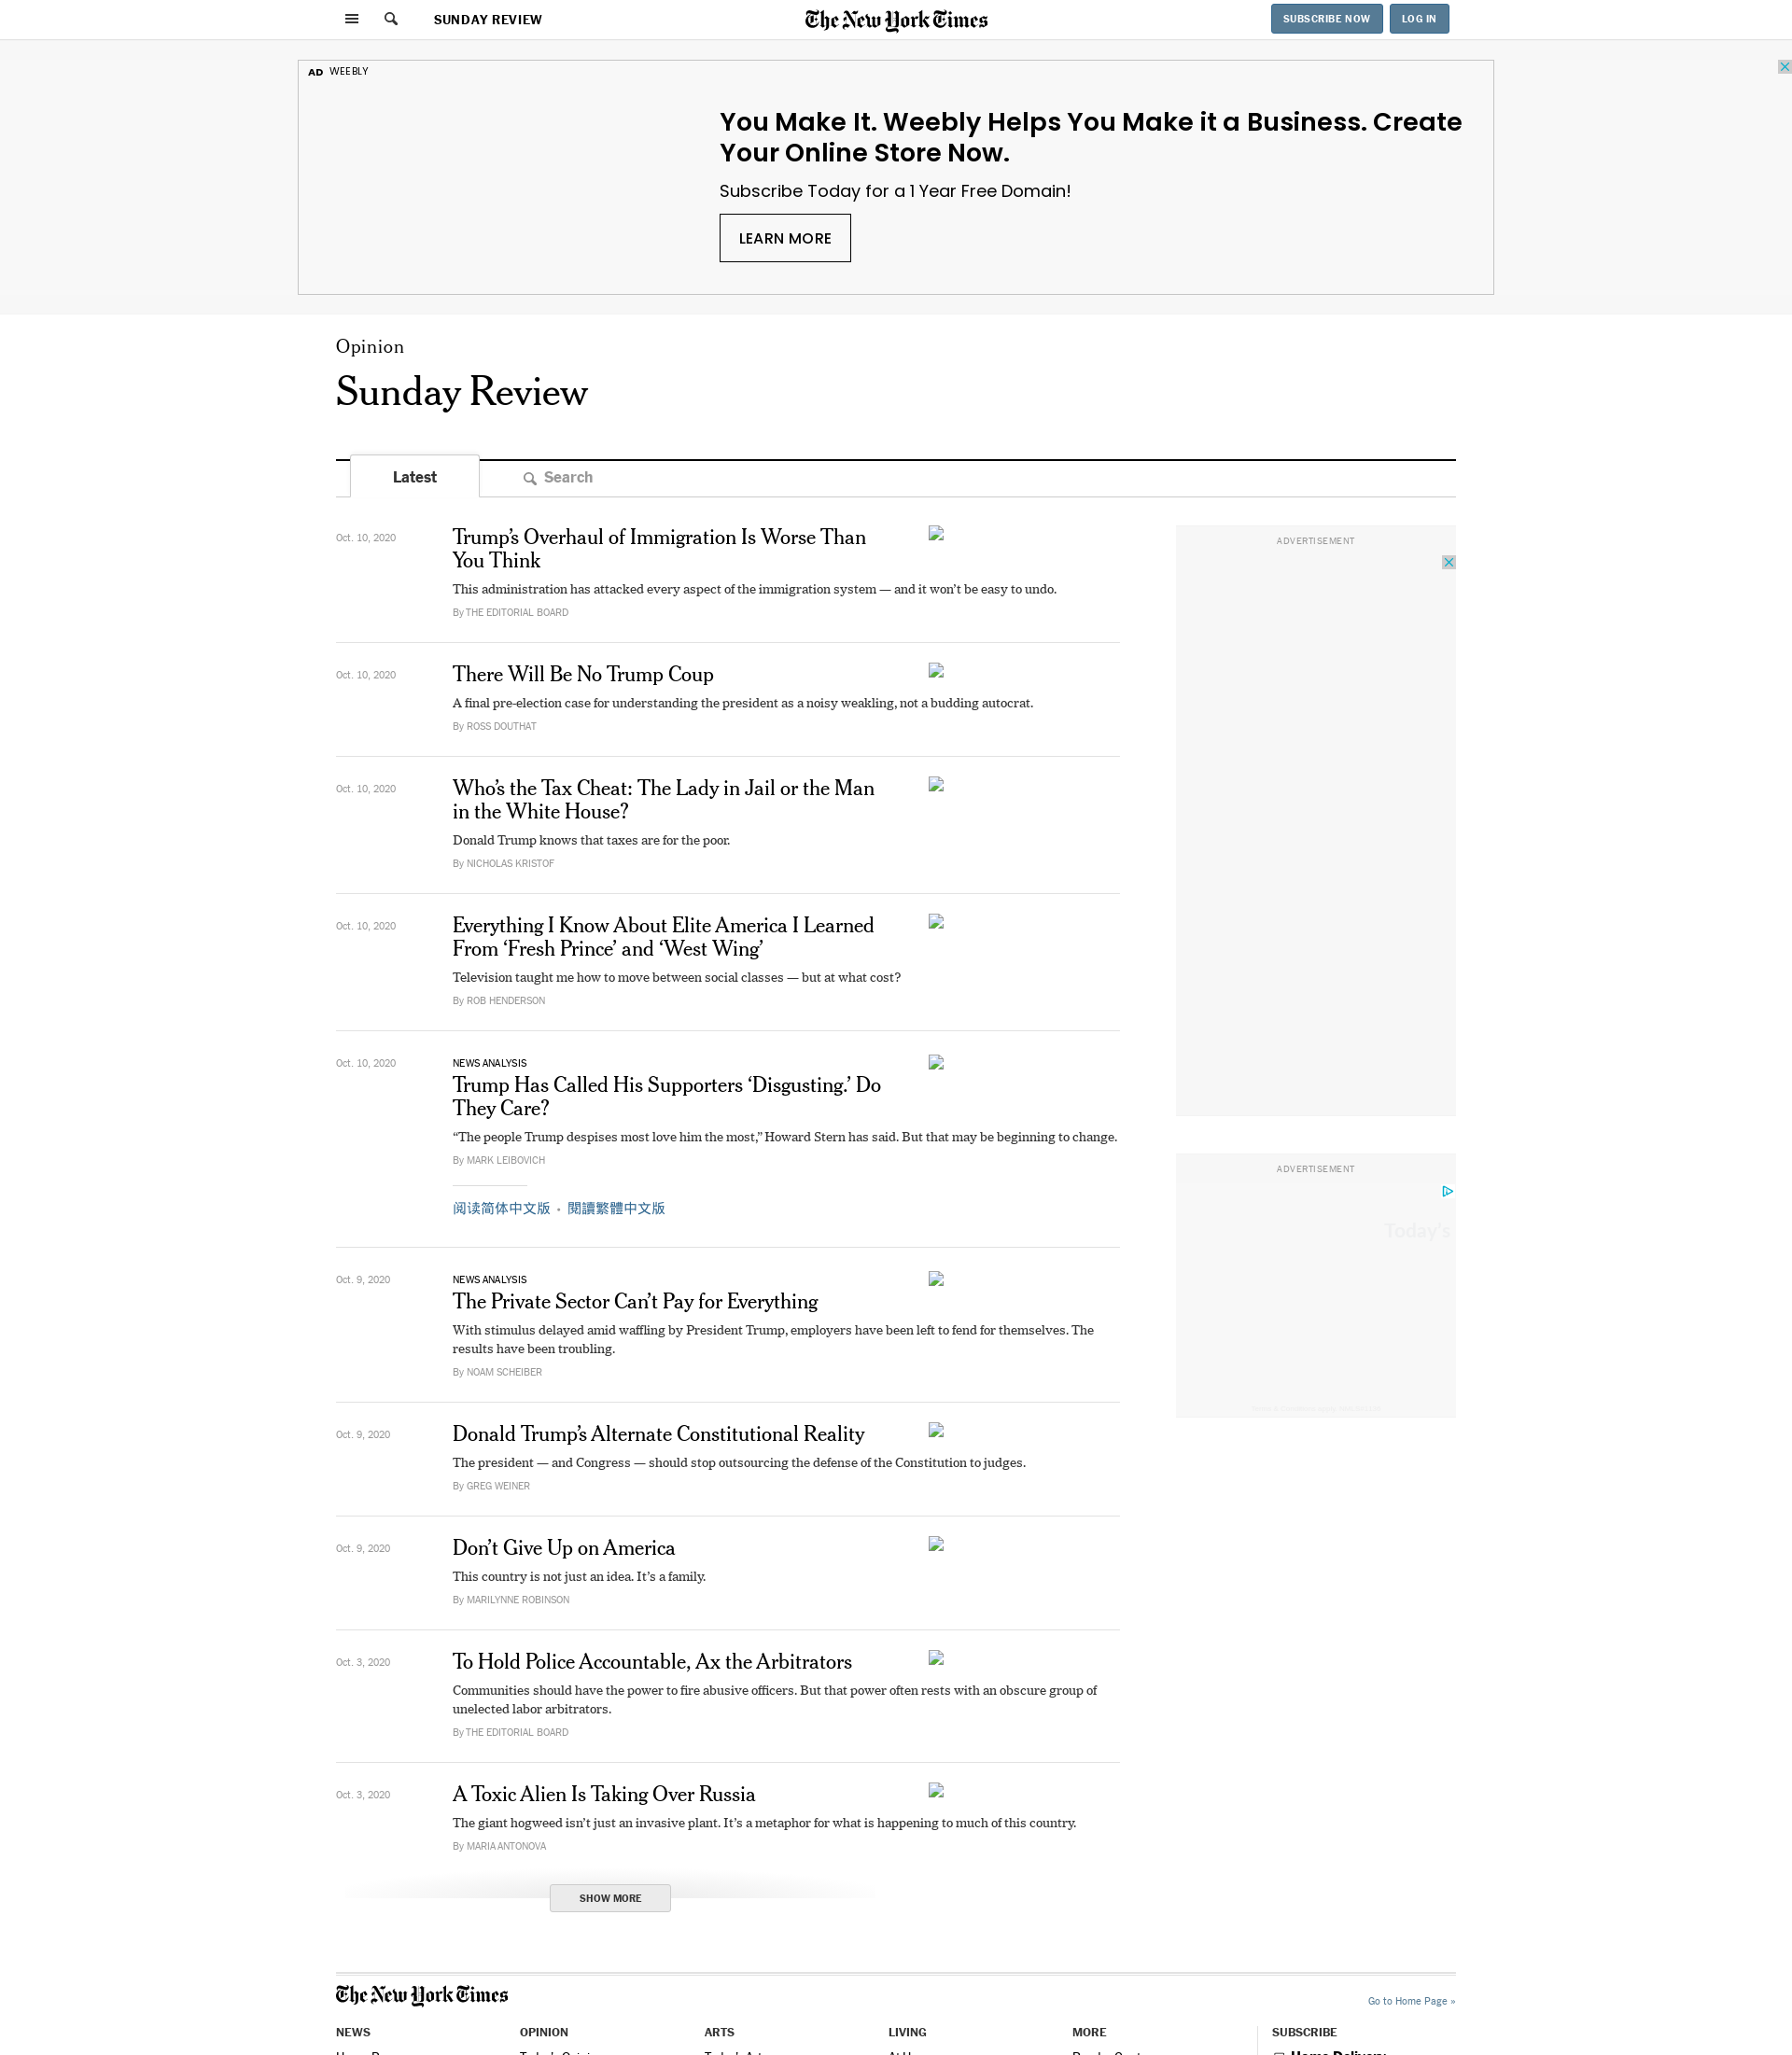 SUNDAY REVIEW
The New York Times
SUBSCRIBE NOW
LOG IN
AD WEEBLY
You Make It. Weebly Helps You Make it a Business. Create
Your Online Store Now.
Subscribe Today for a 1 Year Free Domain!
LEARN MORE
Opinion
Sunday Review
Latest
Search
Oct. 10, 2020
Trump’s Overhaul of Immigration Is Worse Than
You Think
This administration has attacked every aspect of the immigration system — and it won’t be easy to undo.
By THE EDITORIAL BOARD
ADVERTISEMENT
Oct. 10, 2020
There Will Be No Trump Coup
A final pre-election case for understanding the president as a noisy weakling, not a budding autocrat.
By ROSS DOUTHAT
Oct. 10, 2020
Who’s the Tax Cheat: The Lady in Jail or the Man
in the White House?
Donald Trump knows that taxes are for the poor.
By NICHOLAS KRISTOF
Oct. 10, 2020
Everything I Know About Elite America I Learned
From ‘Fresh Prince’ and ‘West Wing’
Television taught me how to move between social classes — but at what cost?
By ROB HENDERSON
Oct. 10, 2020
NEWS ANALYSIS
Trump Has Called His Supporters ‘Disgusting.’ Do
They Care?
“The people Trump despises most love him the most,” Howard Stern has said. But that may be beginning to change.
By MARK LEIBOVICH
阅读简体中文版 • 閱讀繁體中文版
ADVERTISEMENT
Today's
Oct. 9, 2020
NEWS ANALYSIS
The Private Sector Can’t Pay for Everything
With stimulus delayed amid waffling by President Trump, employers have been left to fend for themselves. The
results have been troubling.
By NOAM SCHEIBER
Oct. 9, 2020
Donald Trump’s Alternate Constitutional Reality
The president — and Congress — should stop outsourcing the defense of the Constitution to judges.
By GREG WEINER
Oct. 9, 2020
Don’t Give Up on America
This country is not just an idea. It’s a family.
By MARILYNNE ROBINSON
Oct. 3, 2020
To Hold Police Accountable, Ax the Arbitrators
Communities should have the power to fire abusive officers. But that power often rests with an obscure group of
unelected labor arbitrators.
By THE EDITORIAL BOARD
Oct. 3, 2020
A Toxic Alien Is Taking Over Russia
The giant hogweed isn’t just an invasive plant. It’s a metaphor for what is happening to much of this country.
By MARIA ANTONOVA
SHOW MORE
The New York Times
Go to Home Page »
NEWS
OPINION
ARTS
LIVING
MORE
SUBSCRIBE